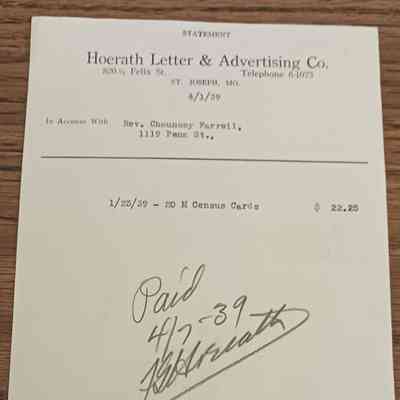 STATEMENT
Hoerath Letter & Advertising Co.
820½ Felix St. Telephone 6-1073
ST. JOSEPH, MO.
4/1/39
In Account With Rev. Chauncey Farrell,
1119 Penn St.,
1/25/39 - 20 M Census Cards $ 22.25
Paid
4/7-39
Hoerath